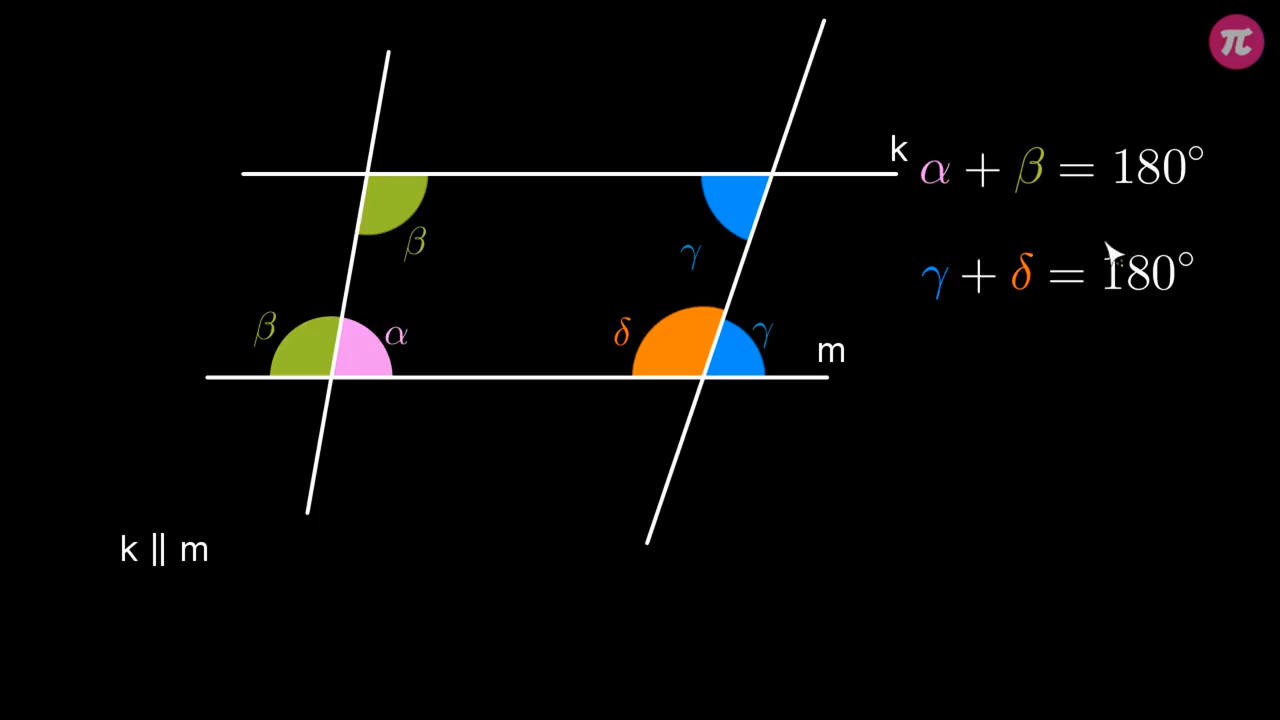 π
k
α + β = 180°
β
γ
γ + δ = 180°
β
α
δ
γ
m
k || m